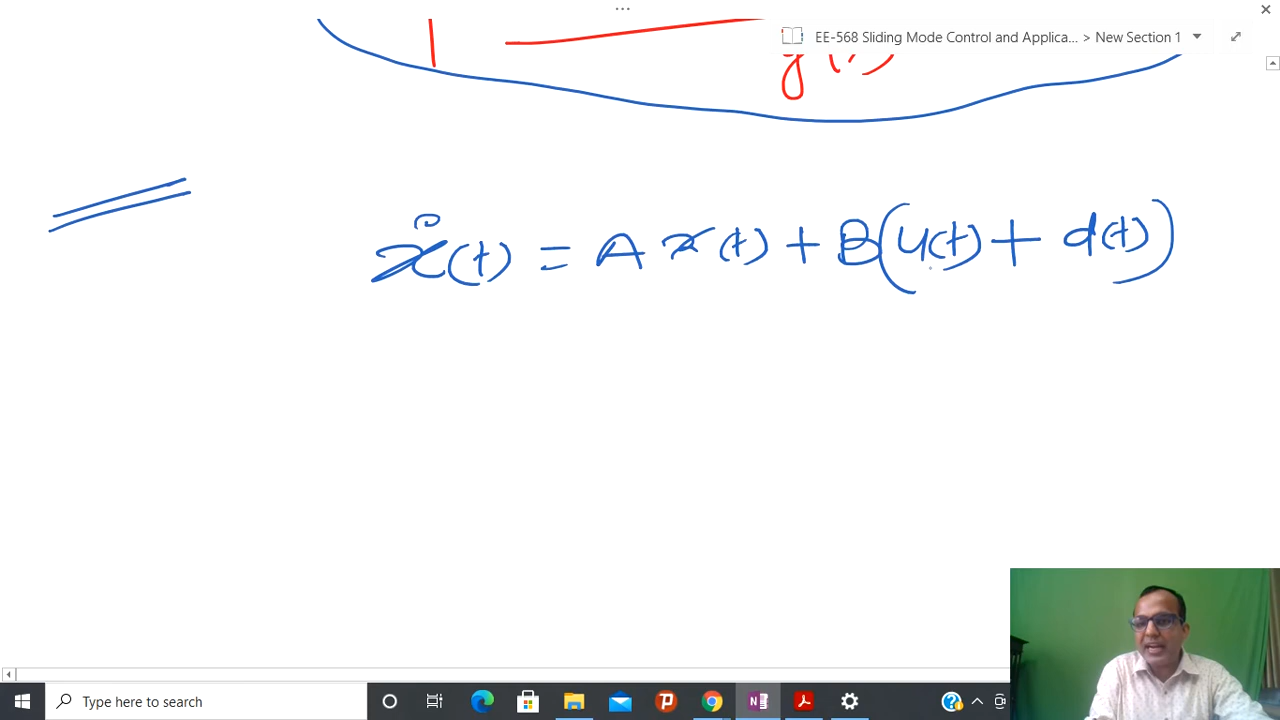 EE-568 Sliding Mode Control and Applica... > New Section 1
y(t)
ẋ(t) = A x(t) + B(u(t) + d(t))
Type here to search